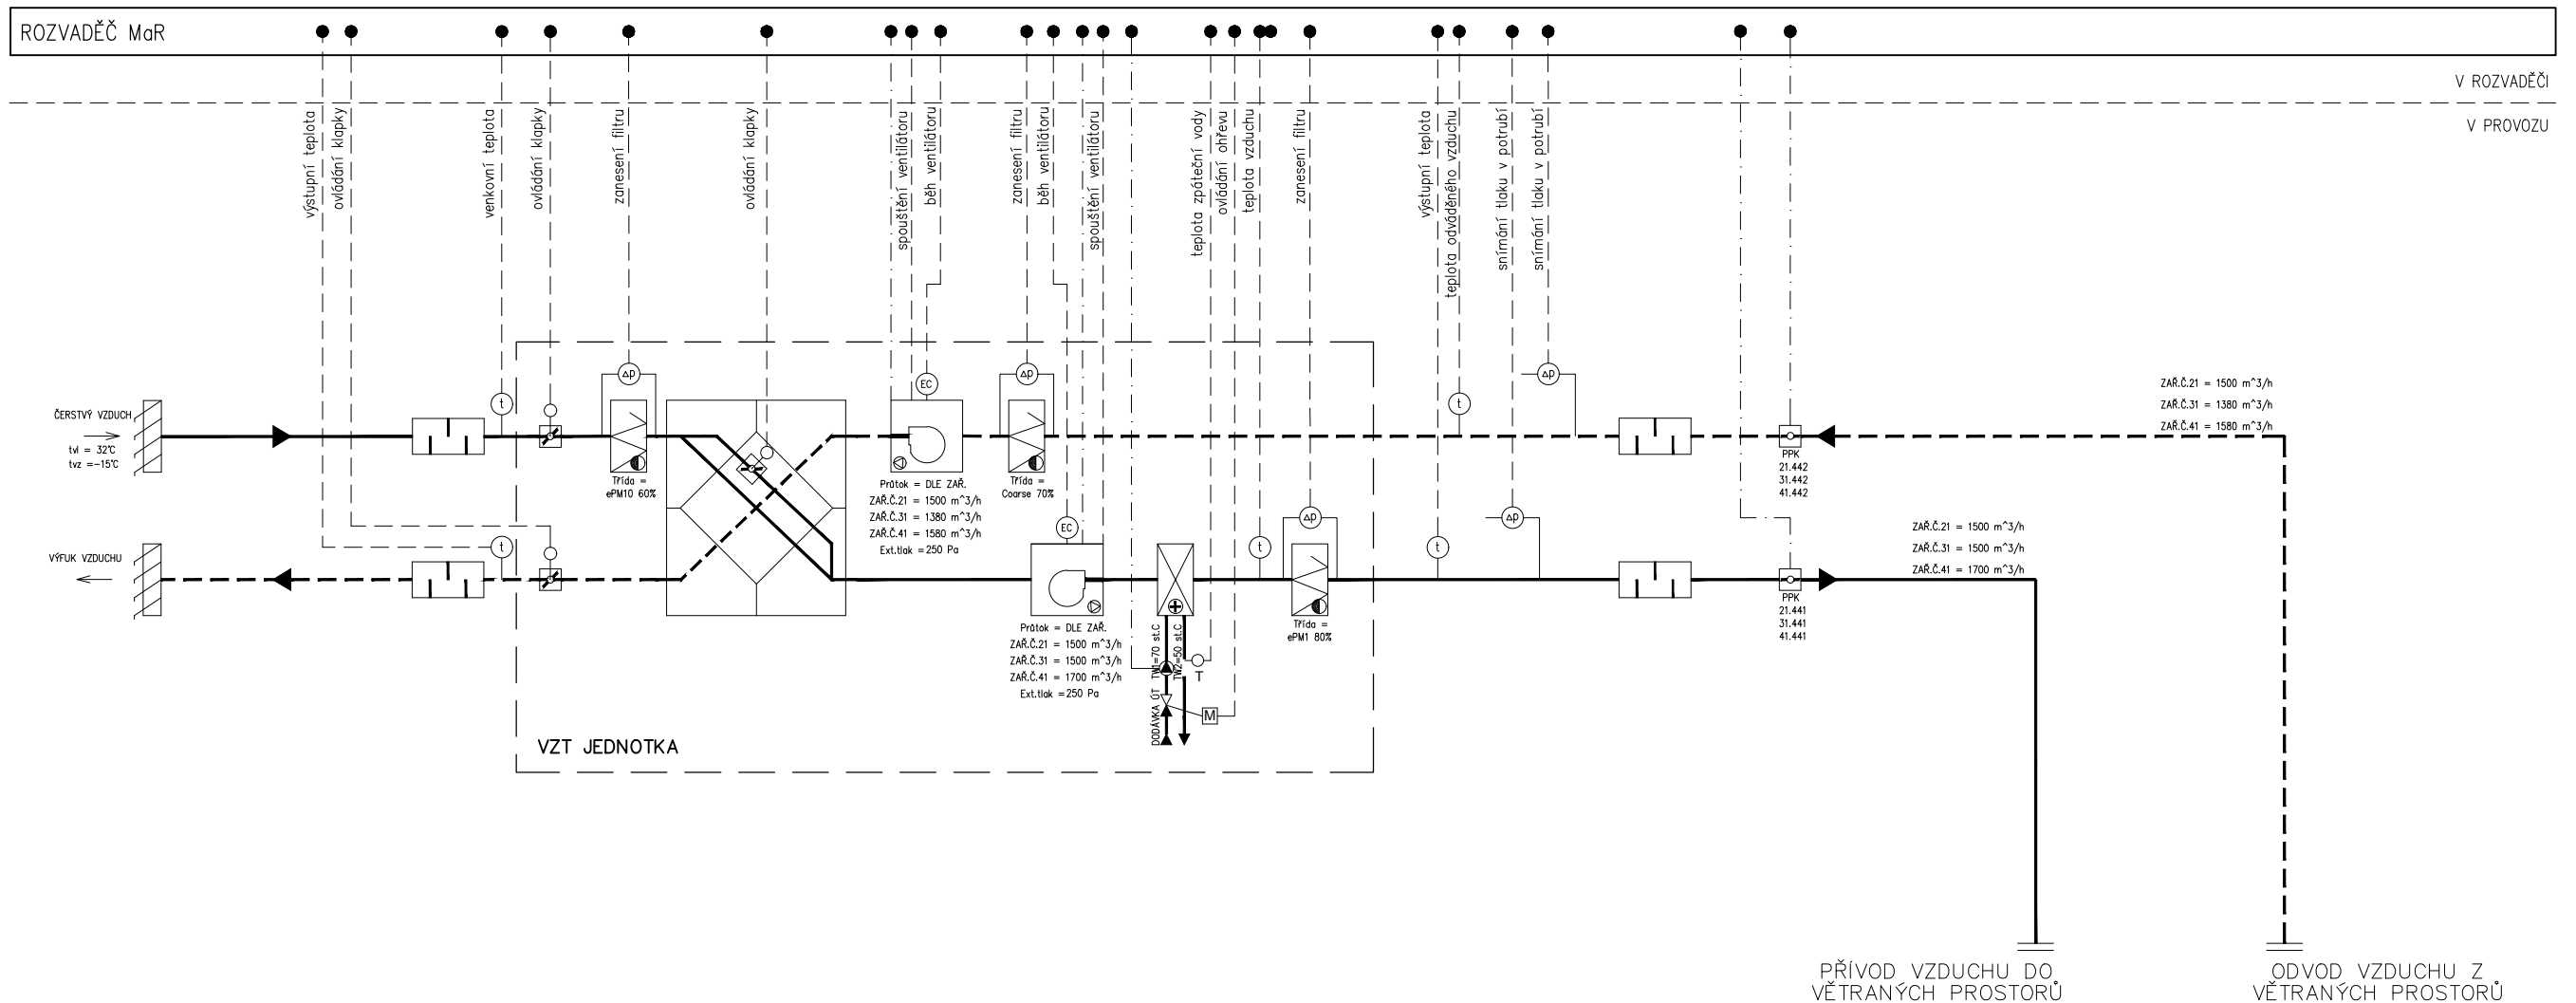 ROZVADĚČ MaR
V ROZVADĚČI
V PROVOZU
výstupní teplota
ovládání klapky
venkovní teplota
ovládání klapky
zanesení filtru
ovládání klapky
spouštění ventilátoru
běh ventilátoru
zanesení filtru
běh ventilátoru
spouštění ventilátoru
teplota zpáteční vody
ovládání ohřevu
teplota vzduchu
zanesení filtru
výstupní teplota
teplota odváděného vzduchu
snímání tlaku v potrubí
snímání tlaku v potrubí
Δp
EC
Δp
Δp
t
t
ČERSTVÝ VZDUCH
tvl = 32°C
tvz =-15°C
Třída =
ePM10 60%
Průtok = DLE ZAŘ.
ZAŘ.Č.21 = 1500 m^3/h
ZAŘ.Č.31 = 1380 m^3/h
ZAŘ.Č.41 = 1580 m^3/h
Ext.tlak =250 Pa
Třída =
Coarse 70%
PPK
21.442
31.442
41.442
ZAŘ.Č.21 = 1500 m^3/h
ZAŘ.Č.31 = 1380 m^3/h
ZAŘ.Č.41 = 1580 m^3/h
EC
Δp
Δp
VÝFUK VZDUCHU
t
t
t
Průtok = DLE ZAŘ.
ZAŘ.Č.21 = 1500 m^3/h
ZAŘ.Č.31 = 1500 m^3/h
ZAŘ.Č.41 = 1700 m^3/h
Ext.tlak =250 Pa
TW1=70 st.C
TW2=50 st.C
DODÁVKA ÚT
T
M
Třída =
ePM1 80%
PPK
21.441
31.441
41.441
ZAŘ.Č.21 = 1500 m^3/h
ZAŘ.Č.31 = 1500 m^3/h
ZAŘ.Č.41 = 1700 m^3/h
VZT JEDNOTKA
PŘÍVOD VZDUCHU DO
VĚTRANÝCH PROSTORŮ
ODVOD VZDUCHU Z
VĚTRANÝCH PROSTORŮ